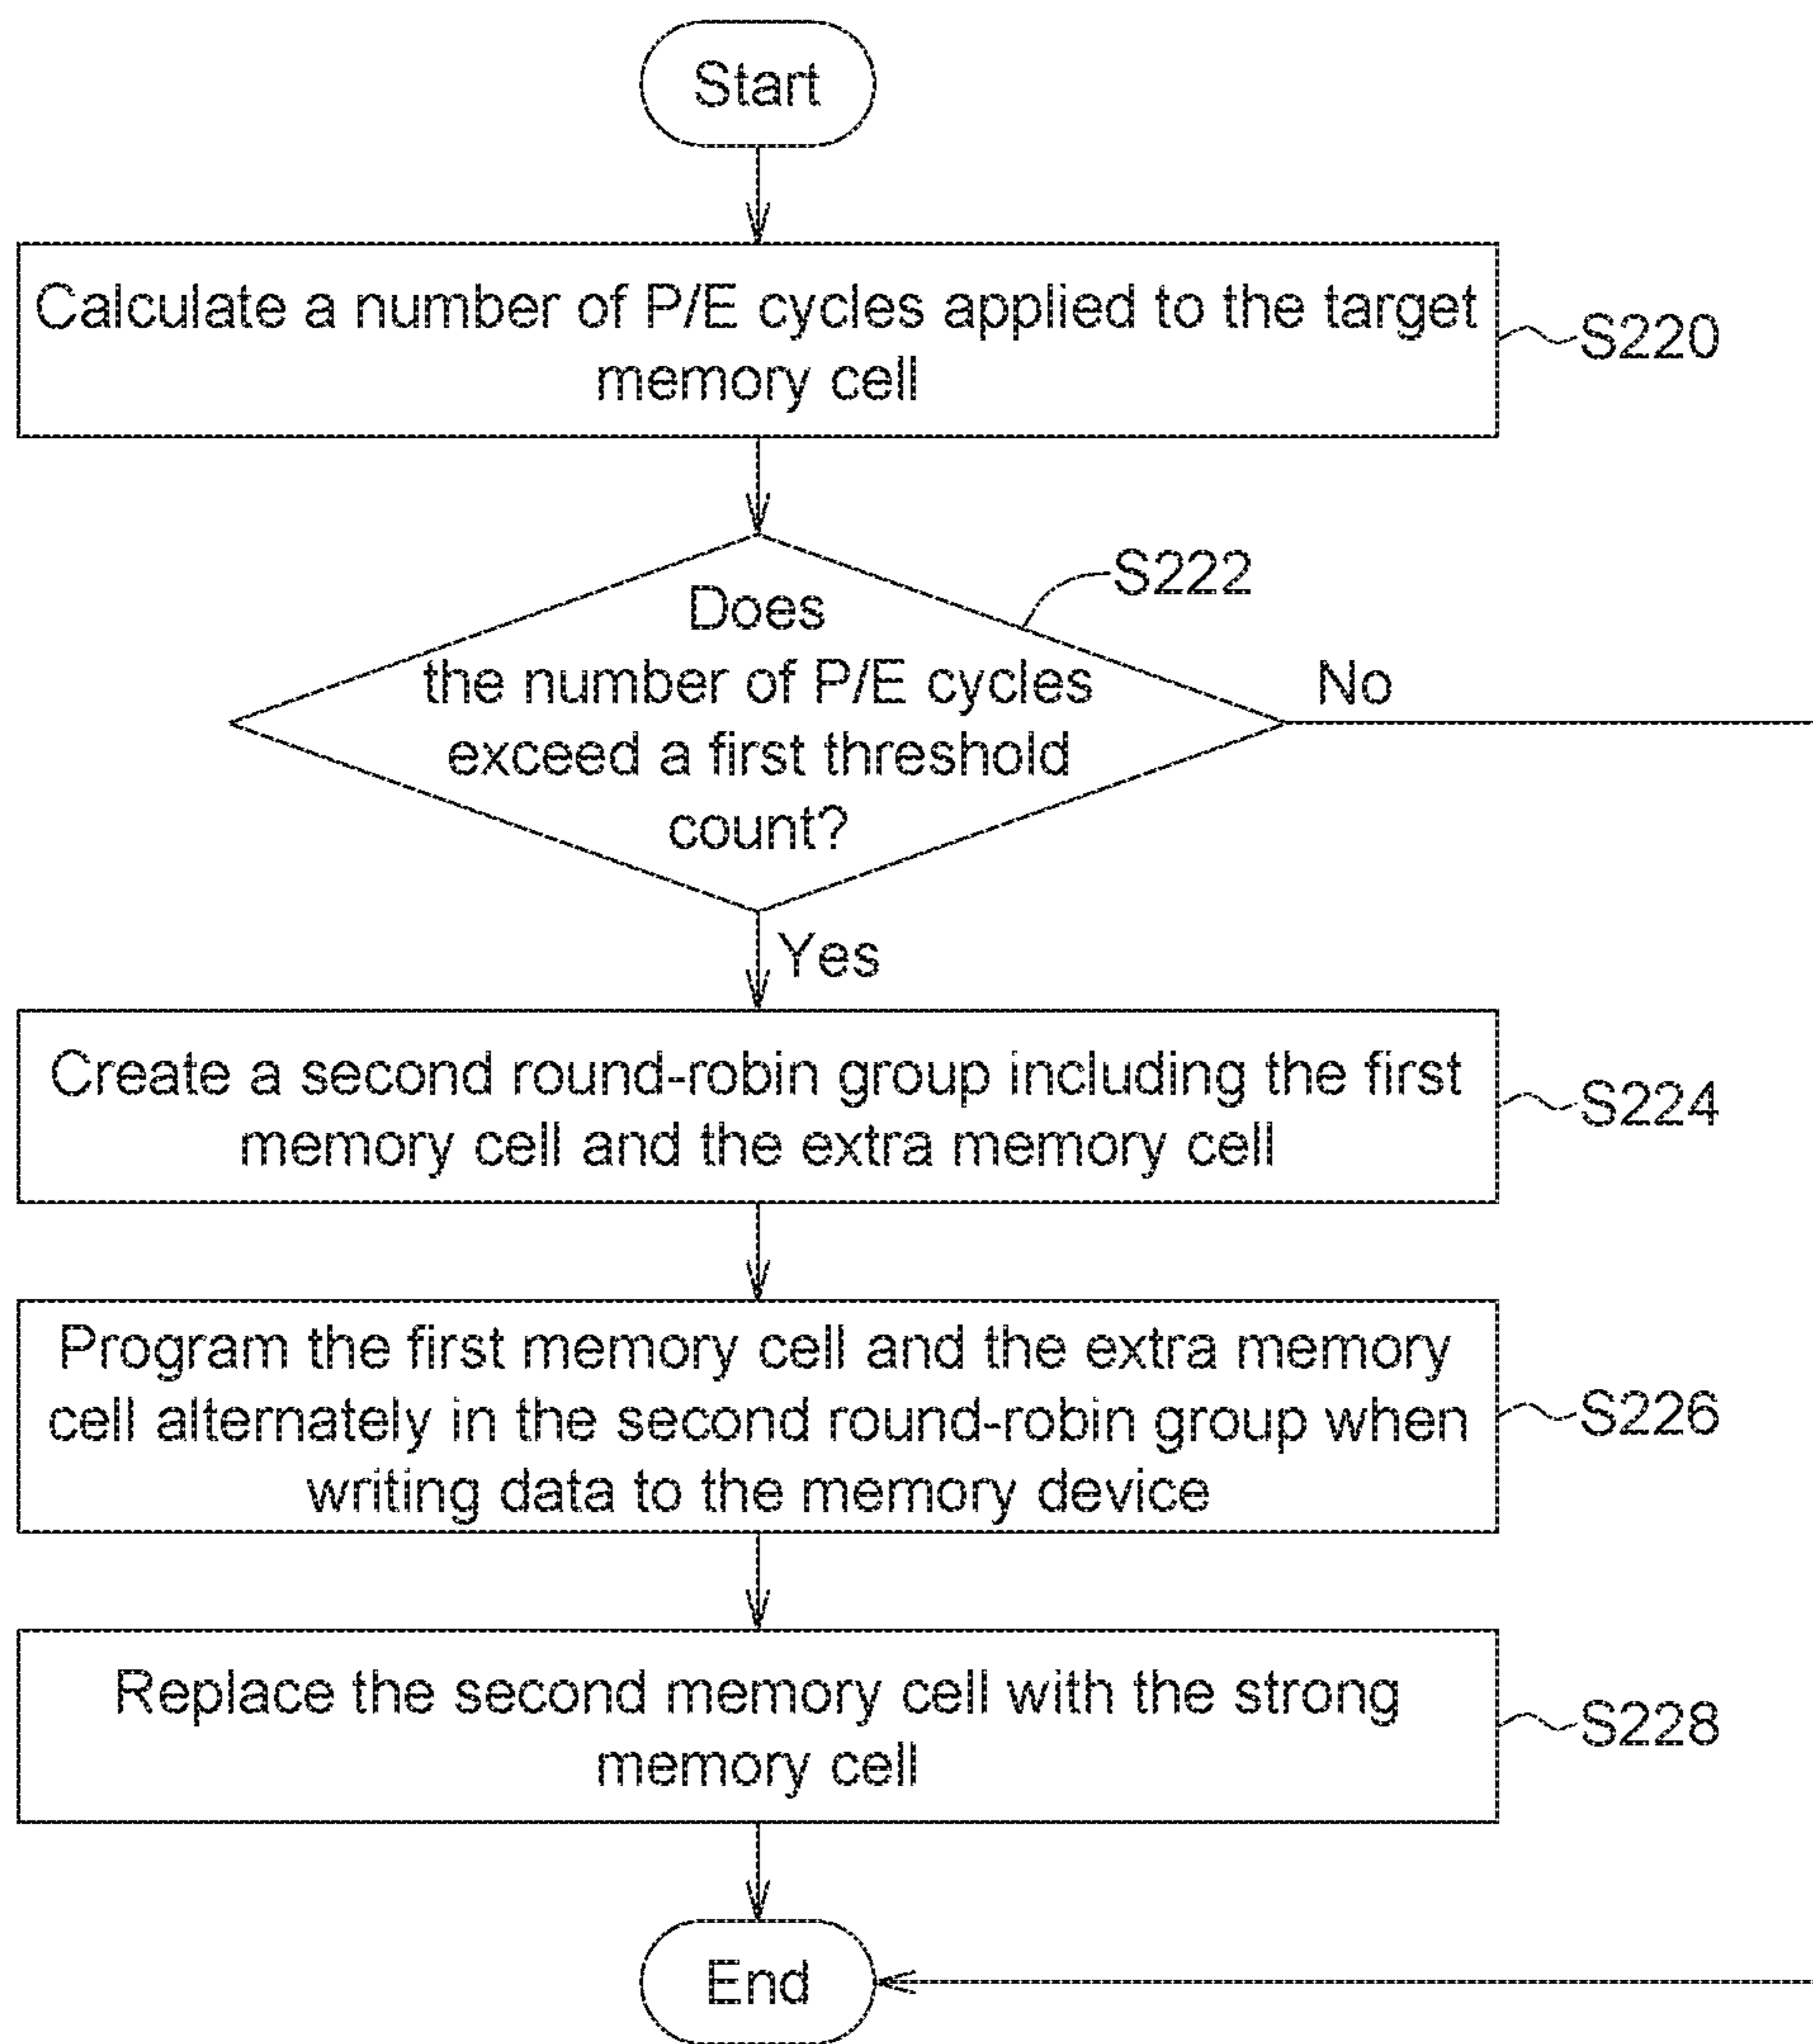 Start
Calculate a number of P/E cycles applied to the target
memory cell
S220
S222
Does
the number of P/E cycles
exceed a first threshold
count?
No
Yes
Create a second round-robin group including the first
memory cell and the extra memory cell
S224
Program the first memory cell and the extra memory
cell alternately in the second round-robin group when
writing data to the memory device
S226
Replace the second memory cell with the strong
memory cell
S228
End